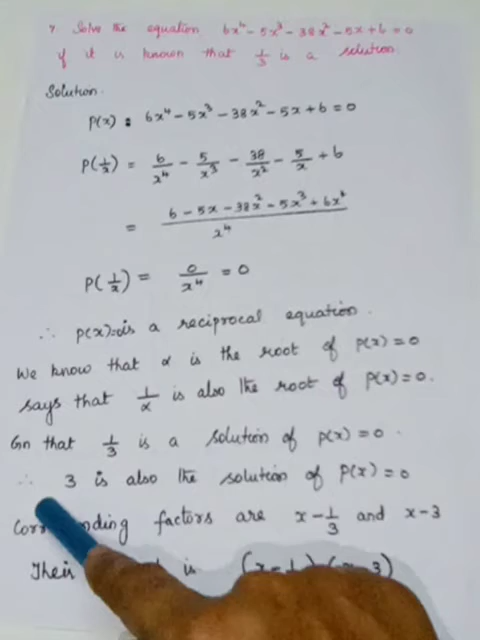 7. Solve the equation 6x⁴-5x³-38x²-5x+6=0
if it is known that 1/3 is a solution
Solution.
P(x): 6x⁴-5x³-38x²-5x+6=0
P(1/x) = 6/x⁴ - 5/x³ - 38/x² - 5/x + 6
= (6-5x-38x²-5x³+6x⁴)/x⁴
P(1/x) = 0/x⁴ = 0
∴ P(x)=0 is a reciprocal equation.
We know that α is the root of P(x)=0
says that 1/α is also the root of P(x)=0.
Gn that 1/3 is a solution of P(x)=0.
∴ 3 is also the solution of P(x)=0
factors are x-1/3 and x-3
Their is